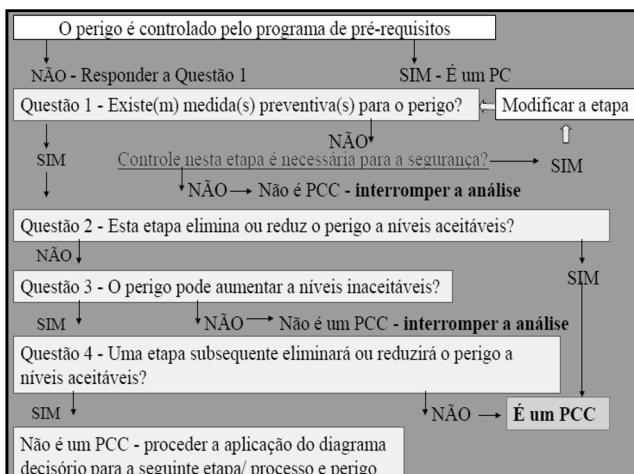 O perigo é controlado pelo programa de pré-requisitos
NÃO - Responder a Questão 1
SIM - É um PC
Questão 1 - Existe(m) medida(s) preventiva(s) para o perigo?
Modificar a etapa
NÃO
SIM
Controle nesta etapa é necessária para a segurança?
SIM
NÃO
Não é PCC - interromper a análise
Questão 2 - Esta etapa elimina ou reduz o perigo a níveis aceitáveis?
NÃO
SIM
Questão 3 - O perigo pode aumentar a níveis inaceitáveis?
SIM
NÃO
Não é um PCC - interromper a análise
Questão 4 - Uma etapa subsequente eliminará ou reduzirá o perigo a
níveis aceitáveis?
SIM
NÃO
É um PCC
Não é um PCC - proceder a aplicação do diagrama
decisório para a seguinte etapa/ processo e perigo